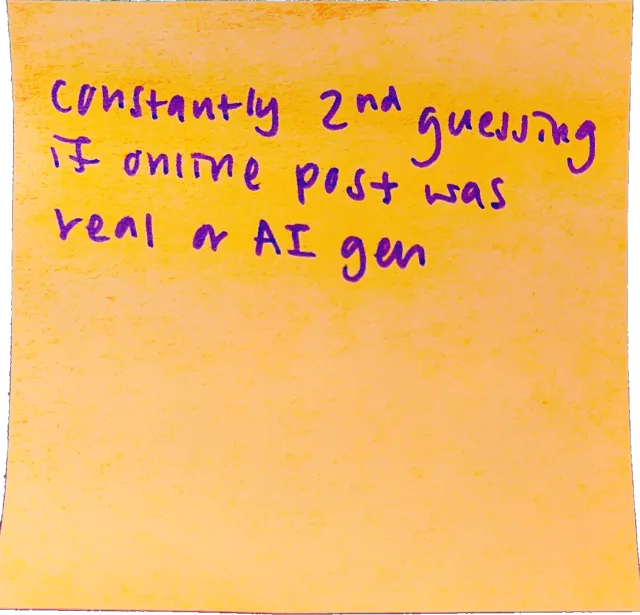 constantly 2nd guessing
if online post was
real or AI gen